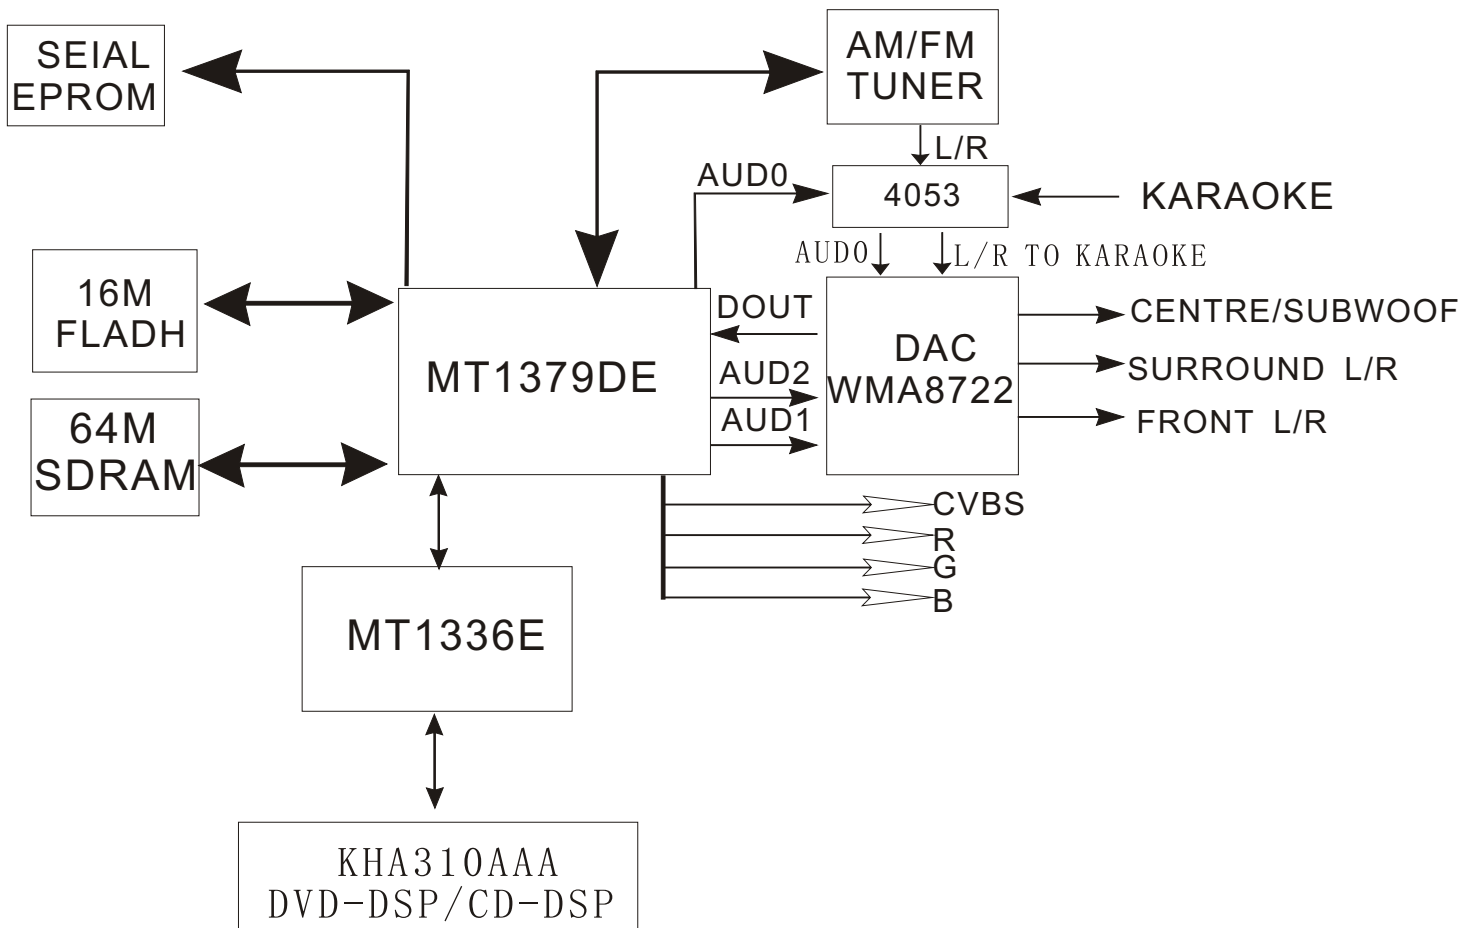 SEIAL
EPROM
AM/FM
TUNER
L/R
AUD0
4053
KARAOKE
AUD0
L/R TO KARAOKE
16M
FLADH
MT1379DE
DOUT
AUD2
AUD1
DAC
WMA8722
CENTRE/SUBWOOF
SURROUND L/R
FRONT L/R
64M
SDRAM
CVBS
R
G
B
MT1336E
KHA310AAA
DVD-DSP/CD-DSP